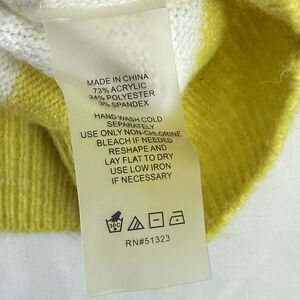 MADE IN CHINA
73% ACRYLIC
24% POLYESTER
3% SPANDEX
HAND WASH COLD
SEPARATELY
USE ONLY NON-CHLORINE
BLEACH IF NEEDED
RESHAPE AND
LAY FLAT TO DRY
USE LOW IRON
IF NECESSARY
30C
RN#51323